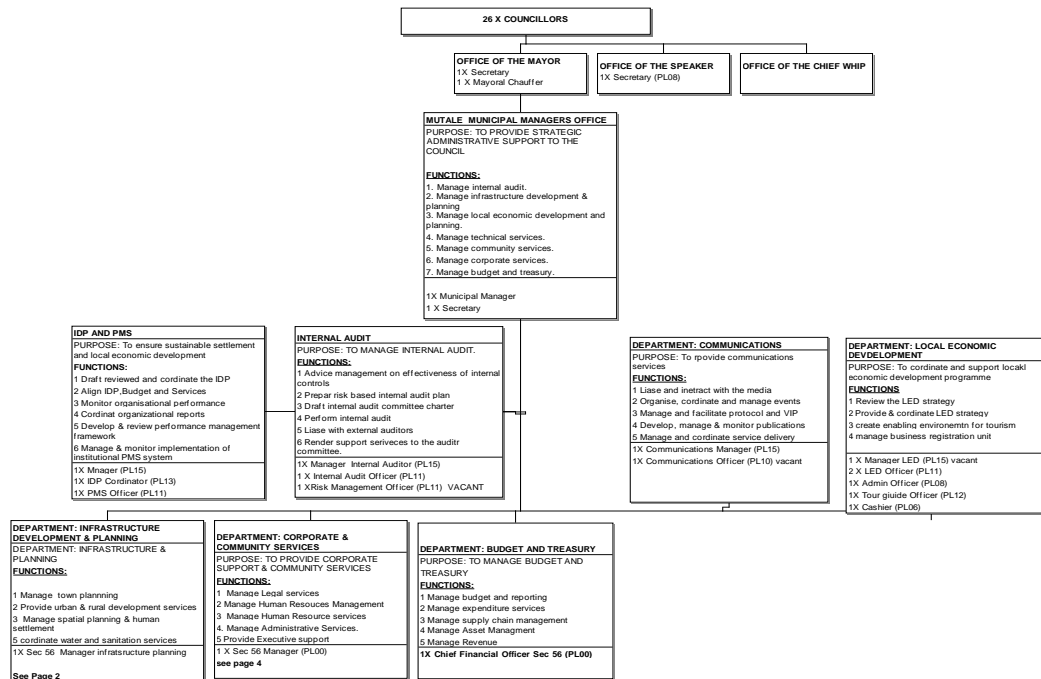 26 X COUNCILLORS
OFFICE OF THE MAYOR
1X Secretary
1 X Mayoral Chauffer
OFFICE OF THE SPEAKER
1X Secretary (PL08)
OFFICE OF THE CHIEF WHIP
MUTALE MUNICIPAL MANAGERS OFFICE
PURPOSE: TO PROVIDE STRATEGIC
ADMINISTRATIVE SUPPORT TO THE
COUNCIL
FUNCTIONS:
1. Manage internal audit.
2. Manage infrastructure development &
planning
3. Manage local economic development and
planning.
4. Manage technical services.
5. Manage community services.
6. Manage corporate services.
7. Manage budget and treasury.
1X Municipal Manager
1 X Secretary
IDP AND PMS
PURPOSE: To ensure sustainable settlement
and local economic development
FUNCTIONS:
1 Draft reviewed and cordinate the IDP
2 Align IDP,Budget and Services
3 Monitor organisational performance
4 Cordinat organizational reports
5 Develop & review performance management
framework
6 Manage & monitor implementation of
institutional PMS system
1X Mnager (PL15)
1X IDP Cordinator (PL13)
1X PMS Officer (PL11)
INTERNAL AUDIT
PURPOSE: TO MANAGE INTERNAL AUDIT.
FUNCTIONS:
1 Advice management on effectiveness of internal
controls
2 Prepar risk based internal audit plan
3 Draft internal audit committee charter
4 Perform internal audit
5 Liase with external auditors
6 Render support seriveces to the auditr
committee.
1X Manager Internal Auditor (PL15)
1 X Internal Audit Officer (PL11)
1 XRisk Management Officer (PL11) VACANT
DEPARTMENT: COMMUNICATIONS
PURPOSE: To rpovide communications
services
FUNCTIONS:
1 Liase and inetract with the media
2 Organise, cordinate and manage events
3 Manage and facilitate protocol and VIP
4 Develop, manage & monitor publications
5 Manage and cordinate service delivery
1X Communications Manager (PL15)
1X Communications Officer (PL10) vacant
DEPARTMENT: LOCAL ECONOMIC
DEVDELOPMENT
PURPOSE: To cordinate and support locakl
economic development programme
FUNCTIONS
1 Review the LED strategy
2 Provide & cordinate LED strategy
3 create enabling environemtn for tourism
4 manage business registration unit
1 X Manager LED (PL15) vacant
2 X LED Officer (PL11)
1X Admin Officer (PL08)
1X Tour giuide Officer (PL12)
1X Cashier (PL06)
DEPARTMENT: INFRASTRUCTURE
DEVELOPMENT & PLANNING
DEPARTMENT: INFRASTRUCTURE &
PLANNING
FUNCTIONS:
1 Manage town plannning
2 Provide urban & rural development services
3 Manage spatial planning & human
settlement
5 cordinate water and sanitation services
1X Sec 56 Manager infratsructure planning
See Page 2
DEPARTMENT: CORPORATE &
COMMUNITY SERVICES
PURPOSE: TO PROVIDE CORPORATE
SUPPORT & COMMUNITY SERVICES
FUNCTIONS:
1 Manage Legal services
2 Manage Human Resouces Management
3 Manage Human Resource services
4. Manage Administrative Services.
5 Provide Executive support
1 X Sec 56 Manager (PL00)
see page 4
DEPARTMENT: BUDGET AND TREASURY
PURPOSE: TO MANAGE BUDGET AND
TREASURY
FUNCTIONS:
1 Manage budget and reporting
2 Manage expenditure services
3 Manage supply chain management
4 Manage Asset Managment
5 Manage Revenue
1X Chief Financial Officer Sec 56 (PL00)